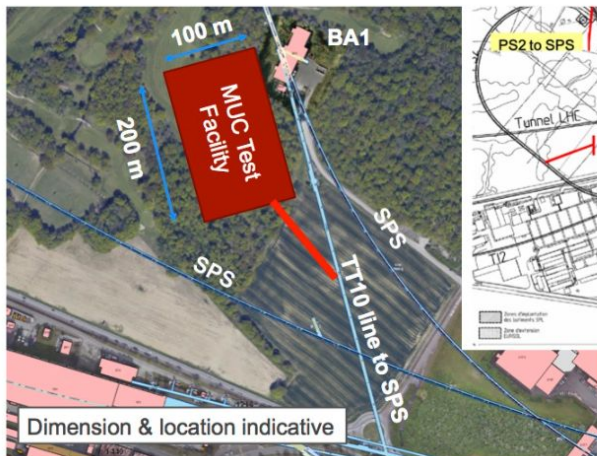 100 m
BA1
MUC Test
Facility
200 m
SPS
SPS
TT10 line to SPS
Dimension & location indicative
PS2 to SPS
Tunnel LHC
TI2